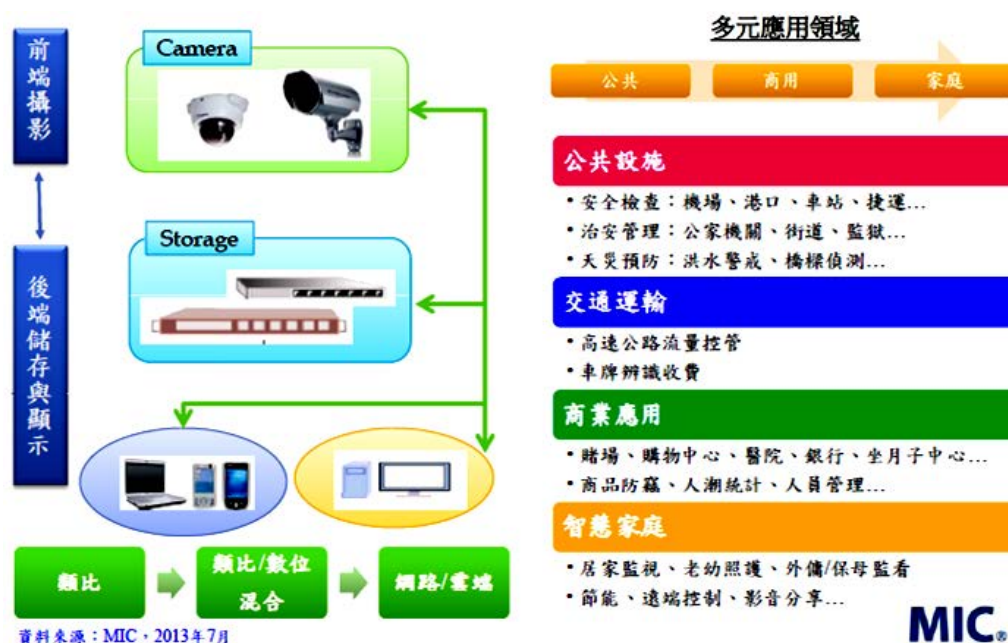 前端攝影
Camera
Storage
後端儲存與顯示
類比
類比/數位
混合
網路/雲端
資料來源：MIC，2013年7月
多元應用領域
公共
商用
家庭
公共設施
•安全檢查：機場、港口、車站、捷運…
•治安管理：公家機關、街道、監獄…
•天災預防：洪水警戒、橋樑偵測…
交通運輸
•高速公路流量控管
•車牌辨識收費
商業應用
•賭場、購物中心、醫院、銀行、坐月子中心…
•商品防竊、人潮統計、人員管理…
智慧家庭
•居家監視、老幼照護、外傭/保母監看
•節能、遠端控制、影音分享…
MIC®